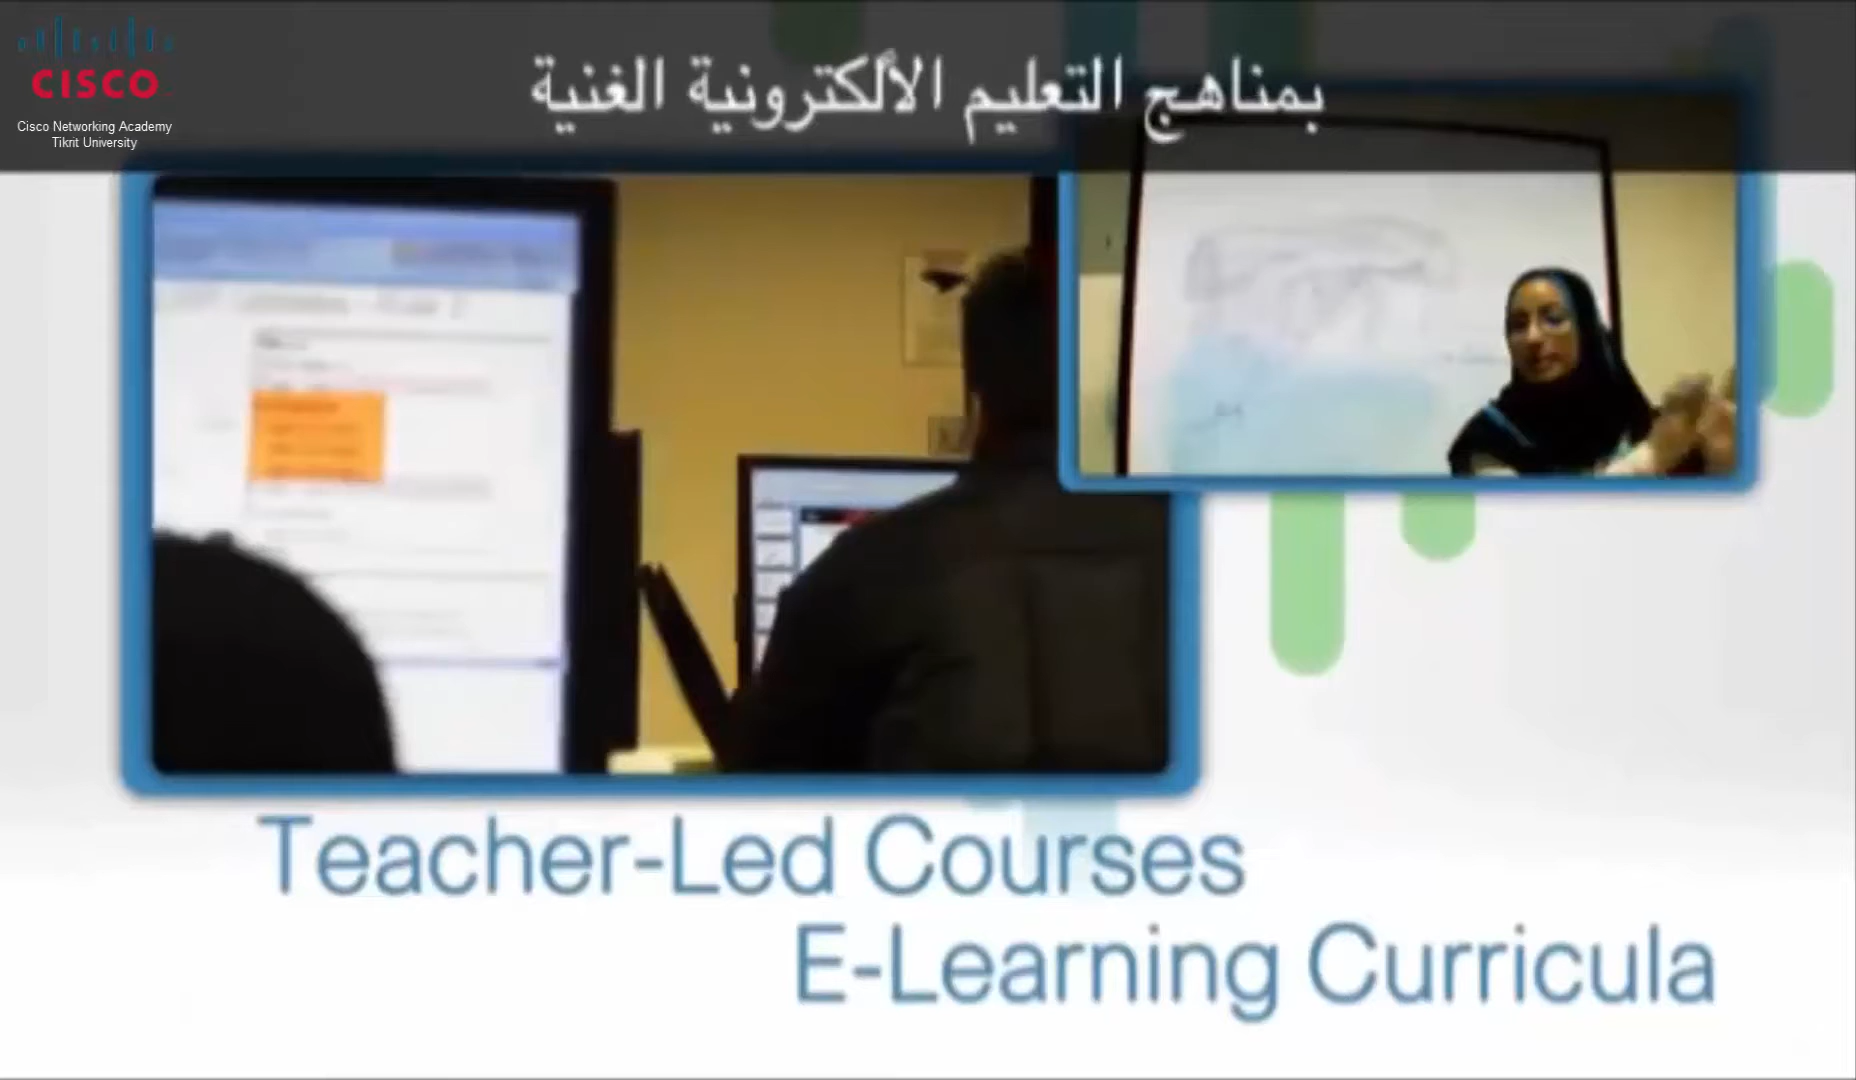 CISCO
Cisco Networking Academy
Tikrit University
بمناهج التعليم الألكترونية الغنية
Teacher-Led Courses
E-Learning Curricula